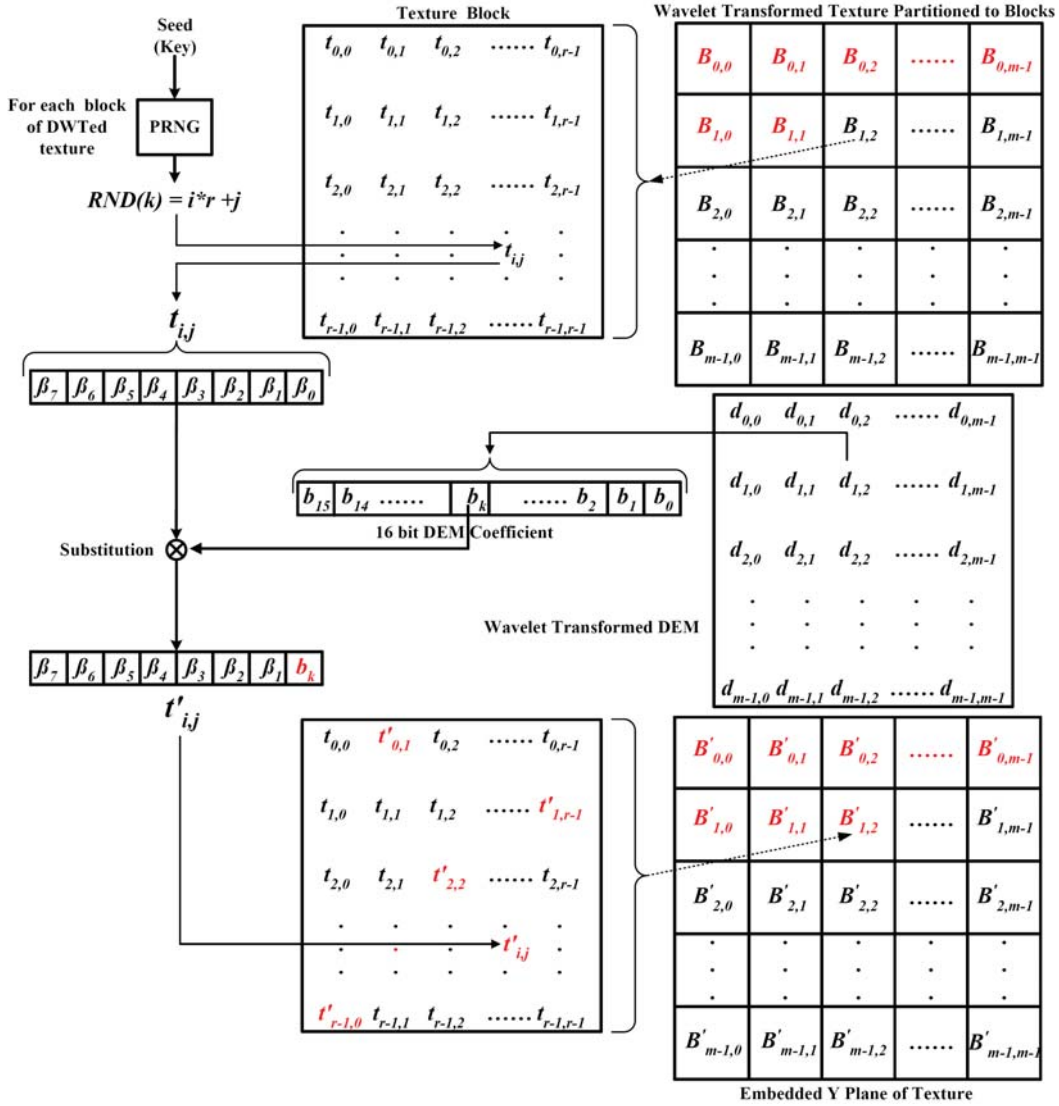 Texture Block
Wavelet Transformed Texture Partitioned to Blocks
Seed
(Key)
For each block
of DWTed
texture
PRNG
RND(k) = i*r +j
t0,0 t0,1 t0,2 ...... t0,r-1
t1,0 t1,1 t1,2 ...... t1,r-1
t2,0 t2,1 t2,2 ...... t2,r-1
ti,j
tr-1,0 tr-1,1 tr-1,2 ...... tr-1,r-1
B0,0 B0,1 B0,2 ...... B0,m-1
B1,0 B1,1 B1,2 ...... B1,m-1
B2,0 B2,1 B2,2 ...... B2,m-1
Bm-1,0 Bm-1,1 Bm-1,2 ...... Bm-1,m-1
ti,j
β7 β6 β5 β4 β3 β2 β1 β0
d0,0 d0,1 d0,2 ...... d0,m-1
d1,0 d1,1 d1,2 ...... d1,m-1
d2,0 d2,1 d2,2 ...... d2,m-1
dm-1,0 dm-1,1 dm-1,2 ...... dm-1,m-1
b15 b14 ...... bk ...... b2 b1 b0
16 bit DEM Coefficient
Substitution
Wavelet Transformed DEM
β7 β6 β5 β4 β3 β2 β1 bk
t'i,j
t0,0 t'0,1 t0,2 ...... t0,r-1
t1,0 t1,1 t1,2 ...... t'1,r-1
t2,0 t2,1 t'2,2 ...... t2,r-1
t'i,j
t'r-1,0 tr-1,1 tr-1,2 ...... tr-1,r-1
B'0,0 B'0,1 B'0,2 ...... B'0,m-1
B'1,0 B'1,1 B'1,2 ...... B'1,m-1
B'2,0 B'2,1 B'2,2 ...... B'2,m-1
B'm-1,0 B'm-1,1 B'm-1,2 ...... B'm-1,m-1
Embedded Y Plane of Texture